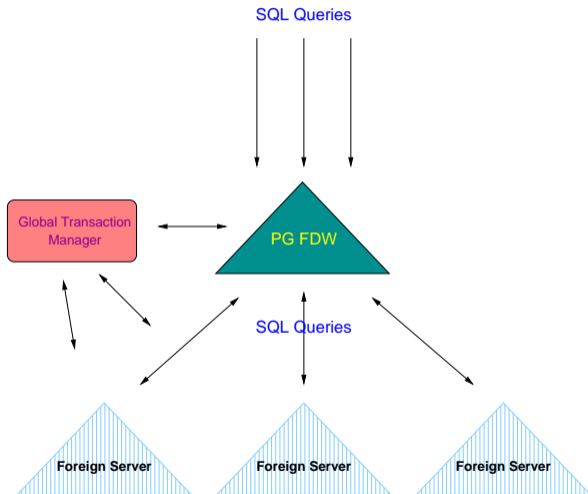 SQL Queries
Global Transaction
Manager
PG FDW
SQL Queries
Foreign Server
Foreign Server
Foreign Server